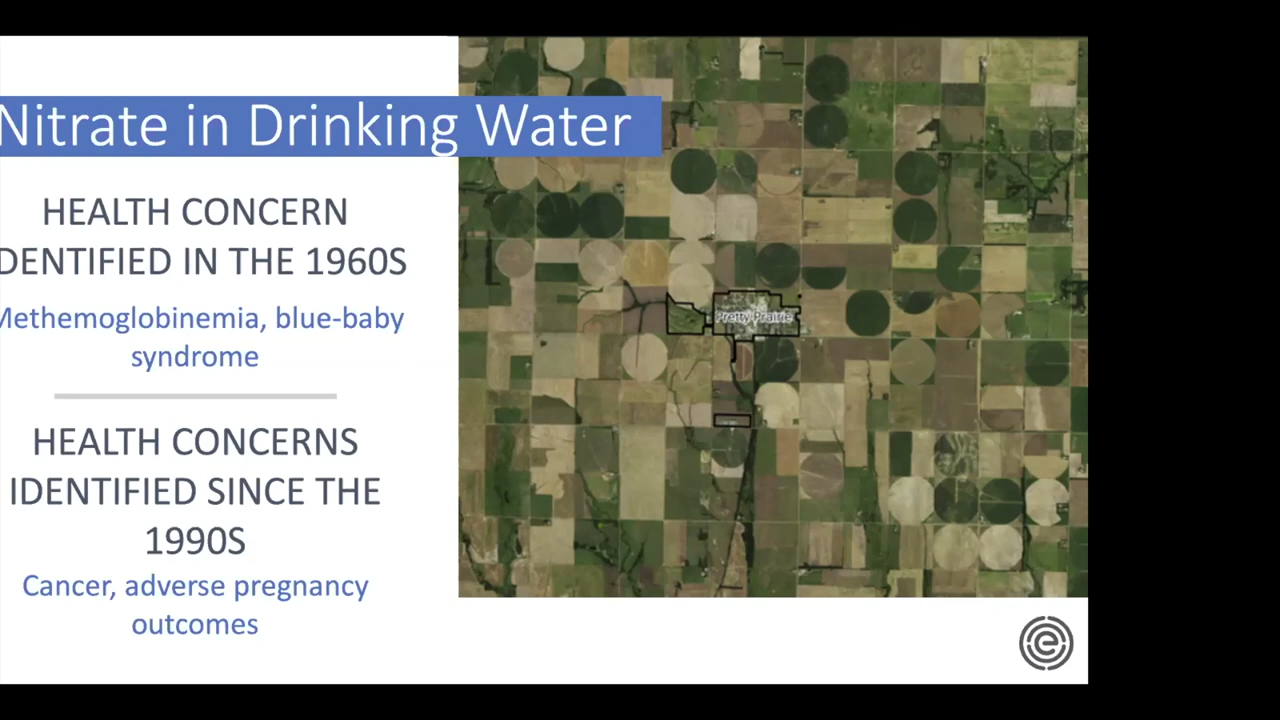 Nitrate in Drinking Water
HEALTH CONCERN
DENTIFIED IN THE 1960S
Methemoglobinemia, blue-baby
syndrome
HEALTH CONCERNS
IDENTIFIED SINCE THE
1990S
Cancer, adverse pregnancy
outcomes
Pretty Prairie
e